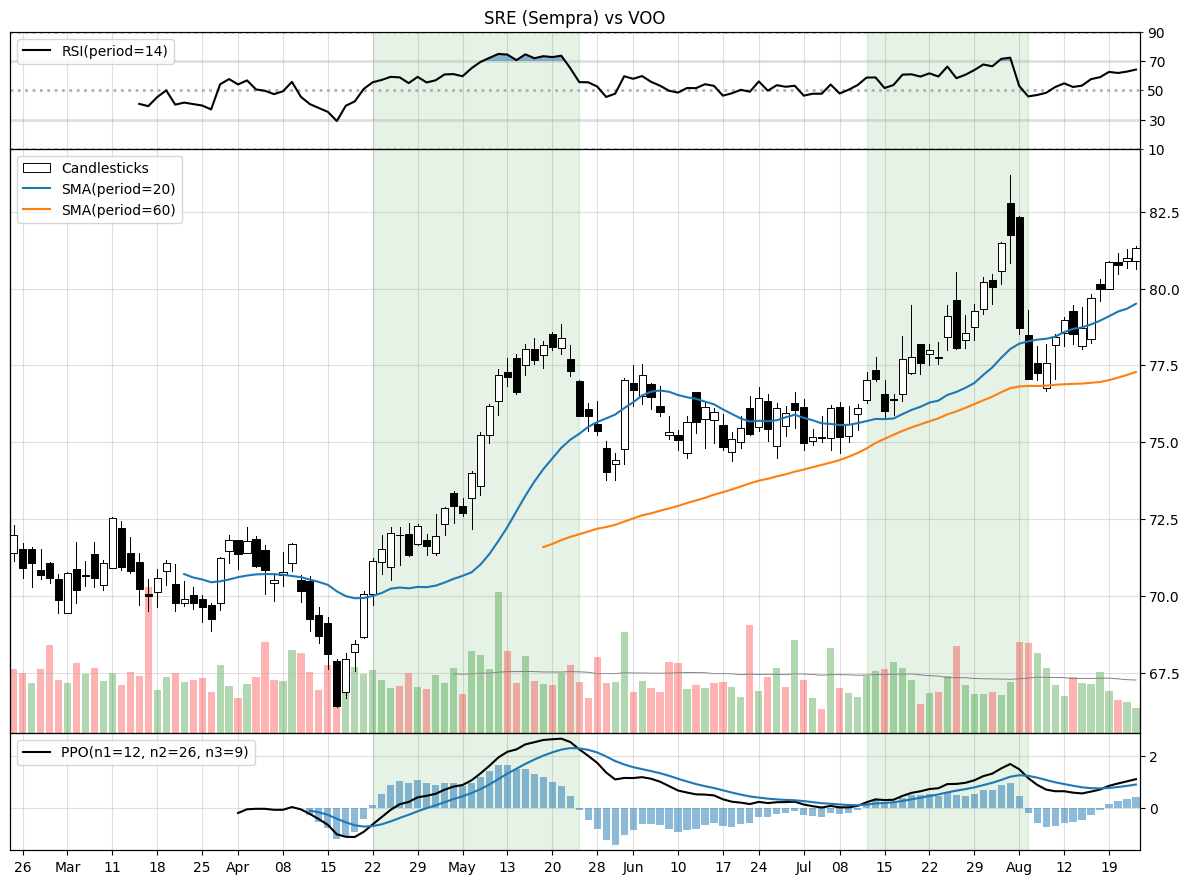 SRE (Sempra) vs VOO
RSI(period=14)
90
70
50
30
10
Candlesticks
SMA(period=20)
SMA(period=60)
82.5
80.0
77.5
75.0
72.5
70.0
67.5
PPO(n1=12, n2=26, n3=9)
2
0
26 Mar 11 18 25 Apr 08 15 22 29 May 13 20 28 Jun 10 17 24 Jul 08 15 22 29 Aug 12 19